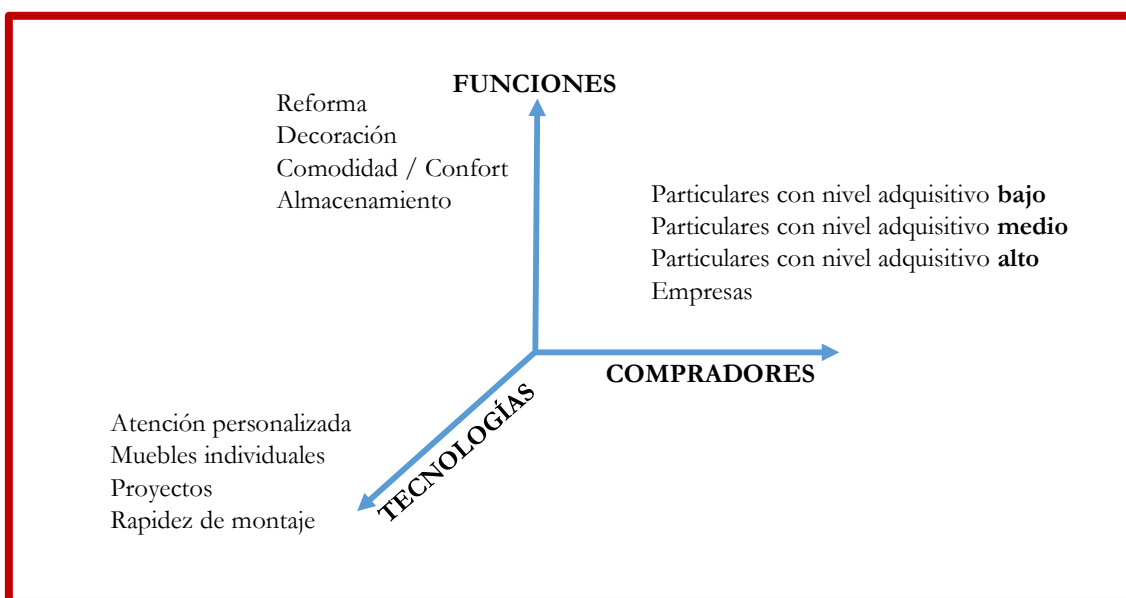 FUNCIONES
Reforma
Decoración
Comodidad / Confort
Almacenamiento
Particulares con nivel adquisitivo bajo
Particulares con nivel adquisitivo medio
Particulares con nivel adquisitivo alto
Empresas
COMPRADORES
TECNOLOGÍAS
Atención personalizada
Muebles individuales
Proyectos
Rapidez de montaje